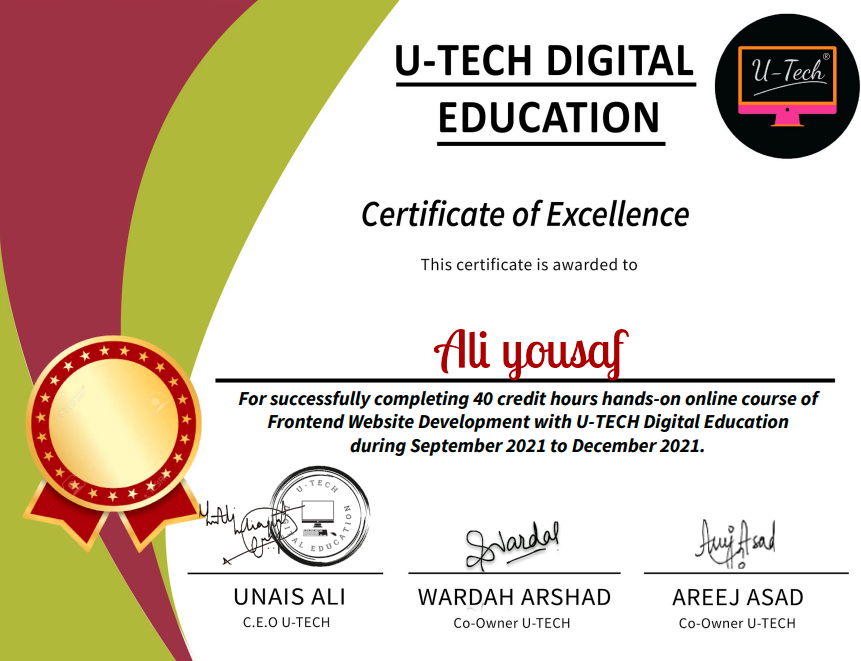 U-TECH DIGITAL
EDUCATION
U-Tech®
Certificate of Excellence
This certificate is awarded to
Ali yousaf
For successfully completing 40 credit hours hands-on online course of
Frontend Website Development with U-TECH Digital Education
during September 2021 to December 2021.
U-TECH
DIGITAL EDUCATION
Wardah
Areej Asad
UNAIS ALI
WARDAH ARSHAD
AREEJ ASAD
C.E.O U-TECH
Co-Owner U-TECH
Co-Owner U-TECH